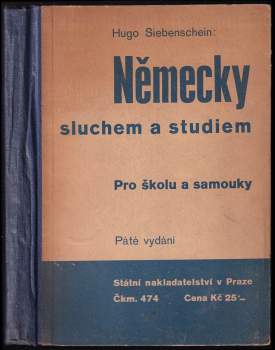 Hugo Siebenschein:
Německy
sluchem a studiem
Pro školu a samouky
Páté vydání
Státní nakladatelství v Praze
Čkm. 474 Cena Kč 25·—